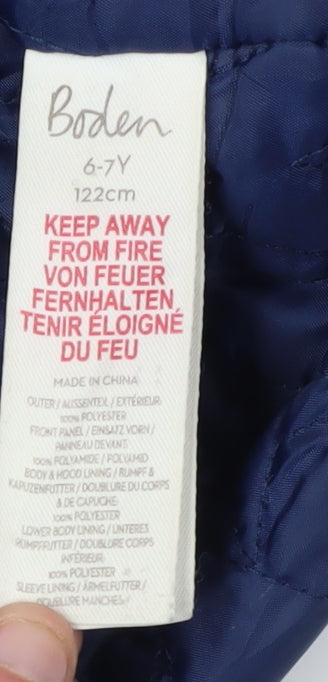 Boden
6-7Y
122cm
KEEP AWAY
FROM FIRE
VON FEUER
FERNHALTEN
TENIR ÉLOIGNÉ
DU FEU
MADE IN CHINA
OUTER / AUSSENTEIL / EXTÉRIEUR
100% POLYESTER
FRONT PANEL / EINSATZ VORN /
PANNEAU DEVANT
100% POLYAMIDE / POLYAMID
BODY & HOOD LINING / RUMPF &
KAPUZENFUTTER / DOUBLURE DU CORPS
& DE CAPUCHE
100% POLYESTER
LOWER BODY LINING / UNTERES
RUMPFFUTTER / DOUBLURE CORPS
INFÉRIEUR
100% POLYESTER
SLEEVE LINING / ÄRMELFUTTER /
DOUBLURE MANCHES /